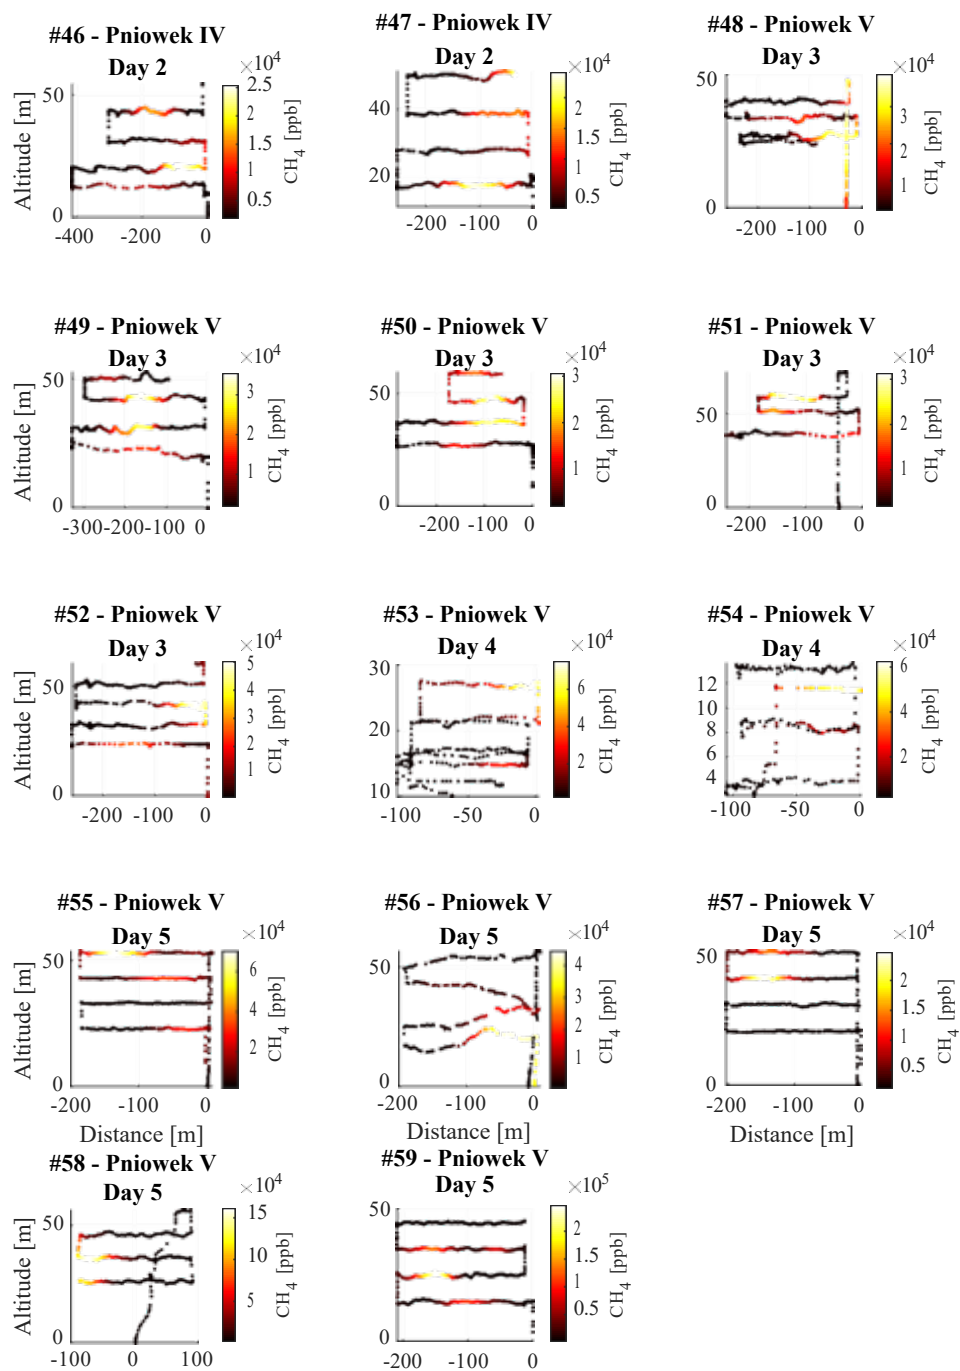 #46 - Pniowek IV
Day 2
×10⁴
Altitude [m]
50
0
-400 -200 0
2.5
2
1.5
1
0.5
CH₄ [ppb]
#47 - Pniowek IV
Day 2
×10⁴
40
20
-200 -100 0
2.5
2
1.5
1
0.5
CH₄ [ppb]
#48 - Pniowek V
Day 3
×10⁴
50
0
-200 -100 0
3
2
1
CH₄ [ppb]
#49 - Pniowek V
Day 3
×10⁴
Altitude [m]
50
0
-300 -200 -100 0
3
2
1
CH₄ [ppb]
#50 - Pniowek V
Day 3
×10⁴
50
0
-200 -100 0
3
2
1
CH₄ [ppb]
#51 - Pniowek V
Day 3
×10⁴
50
0
-200 -100 0
3
2
1
CH₄ [ppb]
#52 - Pniowek V
Day 3
×10⁴
Altitude [m]
50
0
-200 -100 0
5
4
3
2
1
CH₄ [ppb]
#53 - Pniowek V
Day 4
×10⁴
30
20
10
-100 -50 0
6
4
2
CH₄ [ppb]
#54 - Pniowek V
Day 4
×10⁴
12
10
8
6
4
-100 -50 0
6
4
2
CH₄ [ppb]
#55 - Pniowek V
Day 5
×10⁴
Altitude [m]
50
0
-200 -100 0
Distance [m]
6
4
2
CH₄ [ppb]
#56 - Pniowek V
Day 5
×10⁴
50
0
-200 -100 0
4
3
2
1
CH₄ [ppb]
#57 - Pniowek V
Day 5
×10⁴
50
0
-200 -100 0
Distance [m]
2
1.5
1
0.5
CH₄ [ppb]
#58 - Pniowek V
Day 5
×10⁴
Altitude [m]
50
0
-100 0 100
15
10
5
CH₄ [ppb]
#59 - Pniowek V
Day 5
×10⁵
50
0
-200 -100 0
2
1.5
1
0.5
CH₄ [ppb]